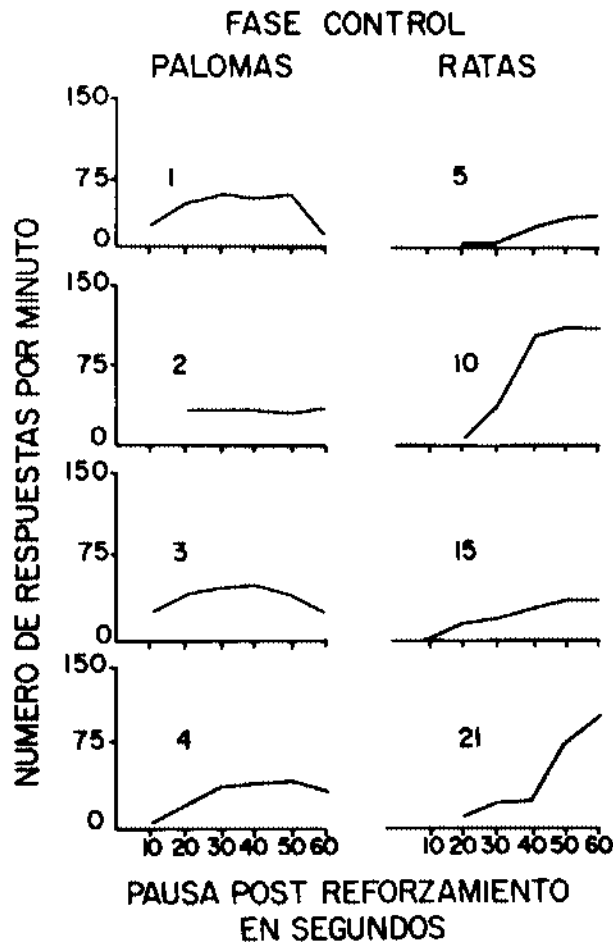 FASE CONTROL
PALOMAS RATAS
150
75
0
1
5
150
75
0
2
10
150
75
0
3
15
150
75
0
4
21
10 20 30 40 50 60
10 20 30 40 50 60
NUMERO DE RESPUESTAS POR MINUTO
PAUSA POST REFORZAMIENTO
EN SEGUNDOS